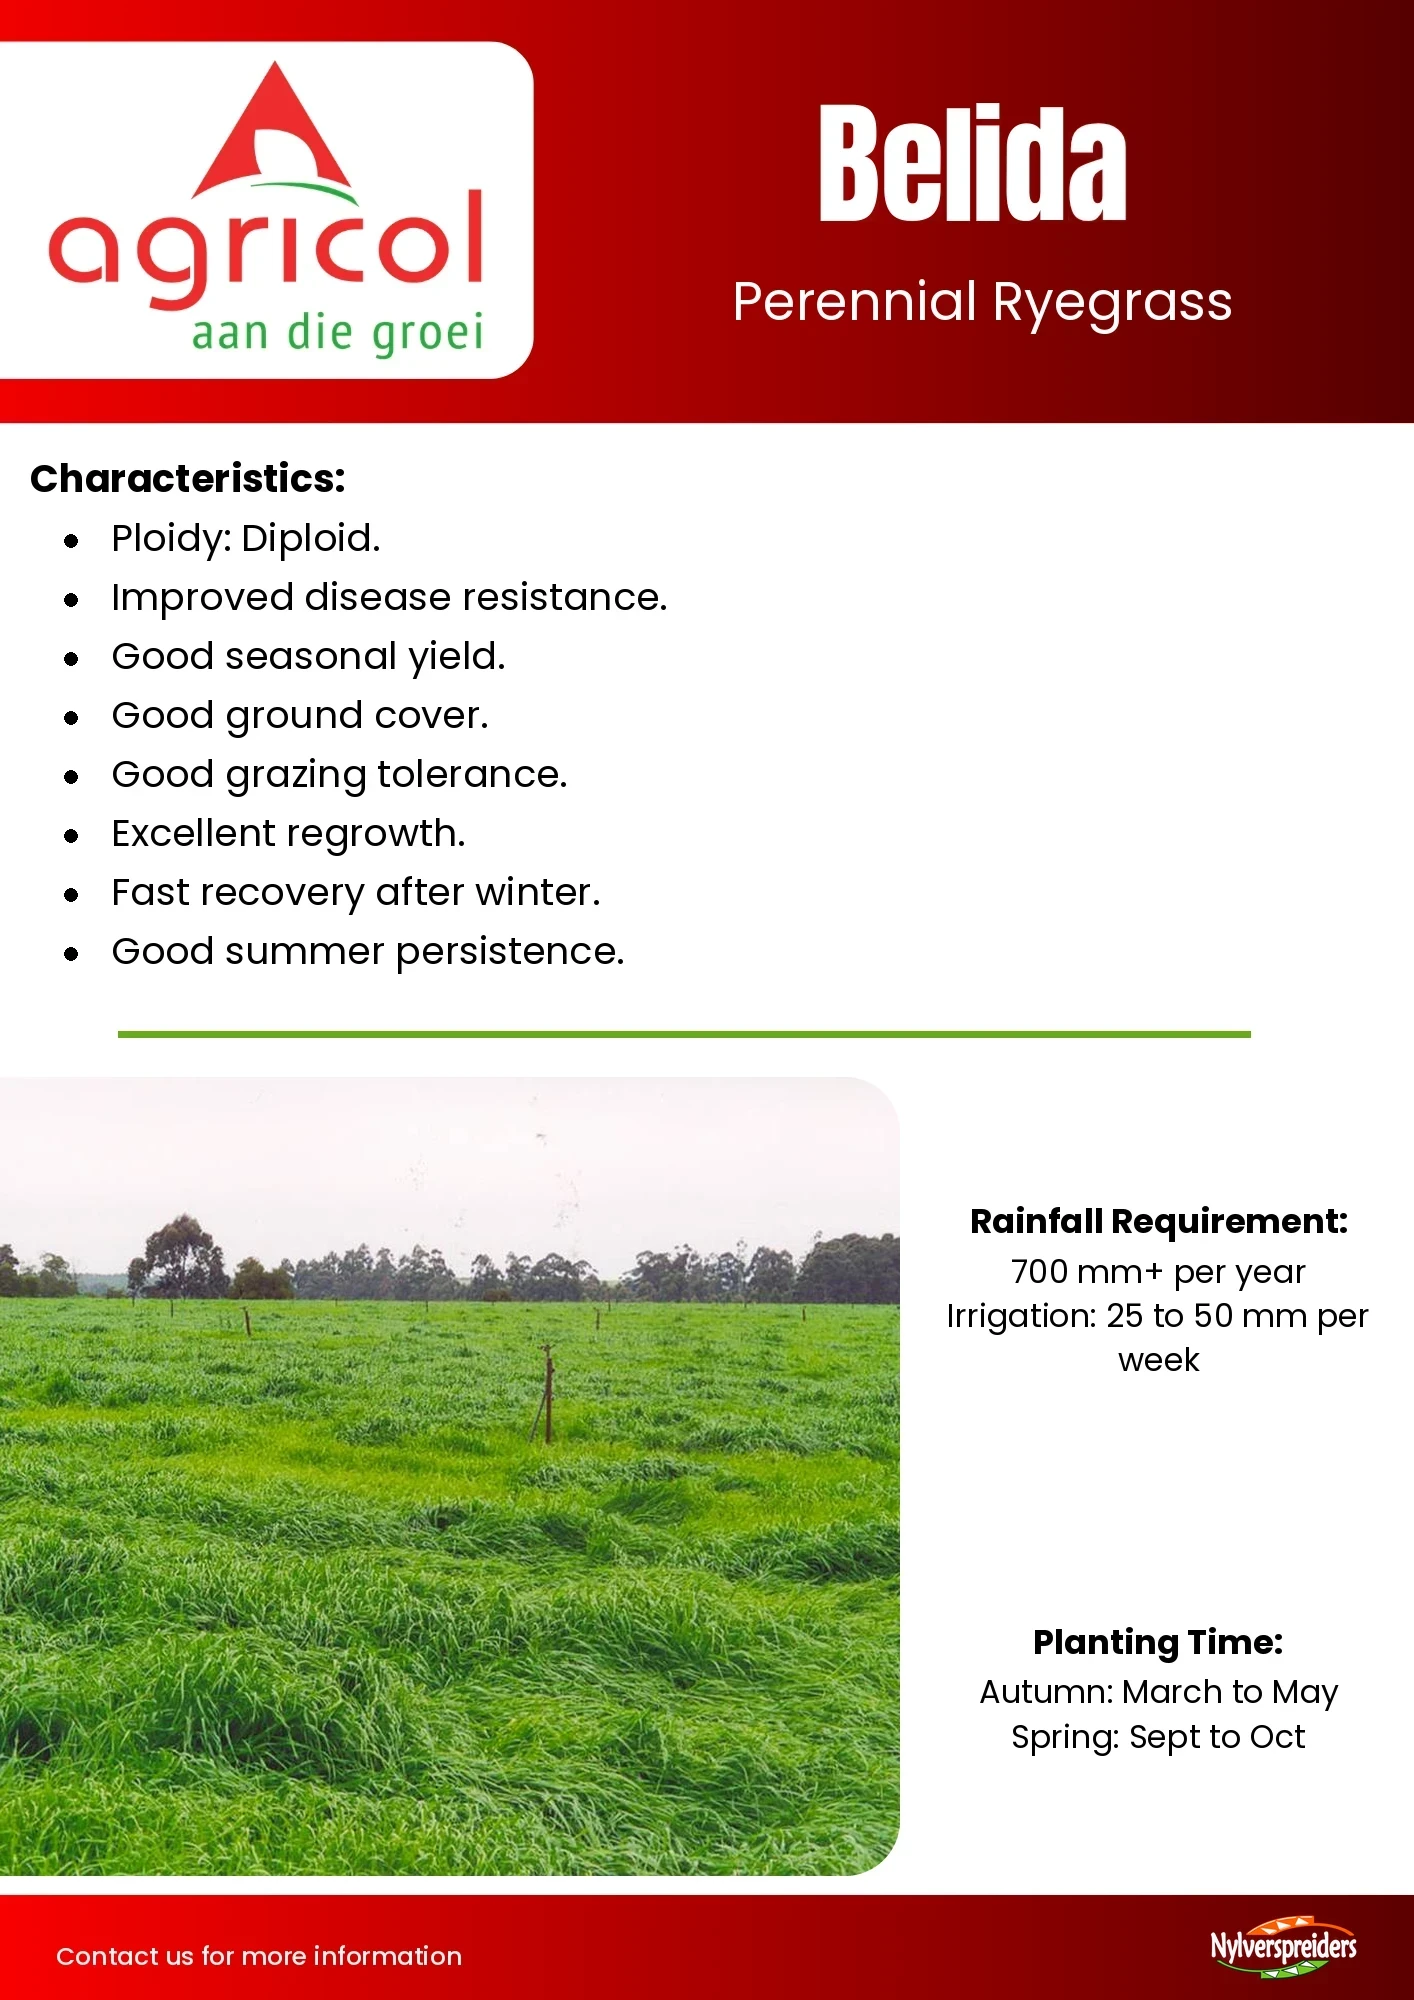 agricol
aan die groei
Belida
Perennial Ryegrass
Characteristics:
• Ploidy: Diploid.
• Improved disease resistance.
• Good seasonal yield.
• Good ground cover.
• Good grazing tolerance.
• Excellent regrowth.
• Fast recovery after winter.
• Good summer persistence.
Rainfall Requirement:
700 mm+ per year
Irrigation: 25 to 50 mm per
week
Planting Time:
Autumn: March to May
Spring: Sept to Oct
Contact us for more information
Nylverspreiders